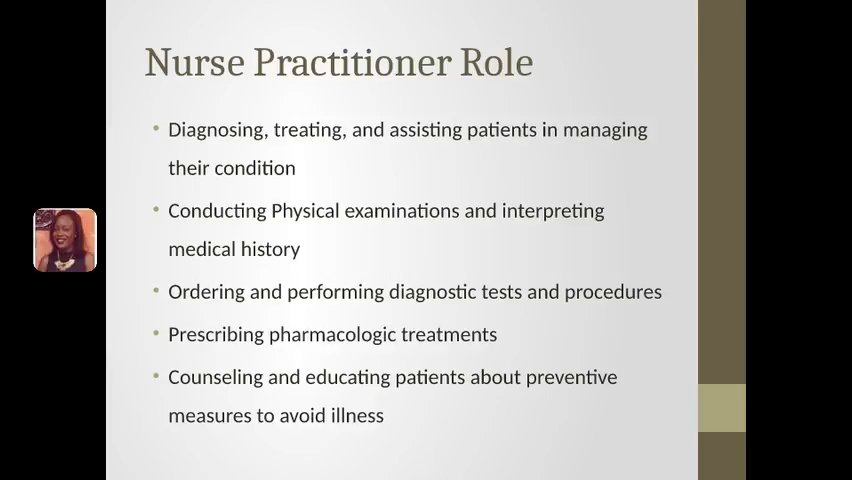 Nurse Practitioner Role
• Diagnosing, treating, and assisting patients in managing
their condition
• Conducting Physical examinations and interpreting
medical history
• Ordering and performing diagnostic tests and procedures
• Prescribing pharmacologic treatments
• Counseling and educating patients about preventive
measures to avoid illness